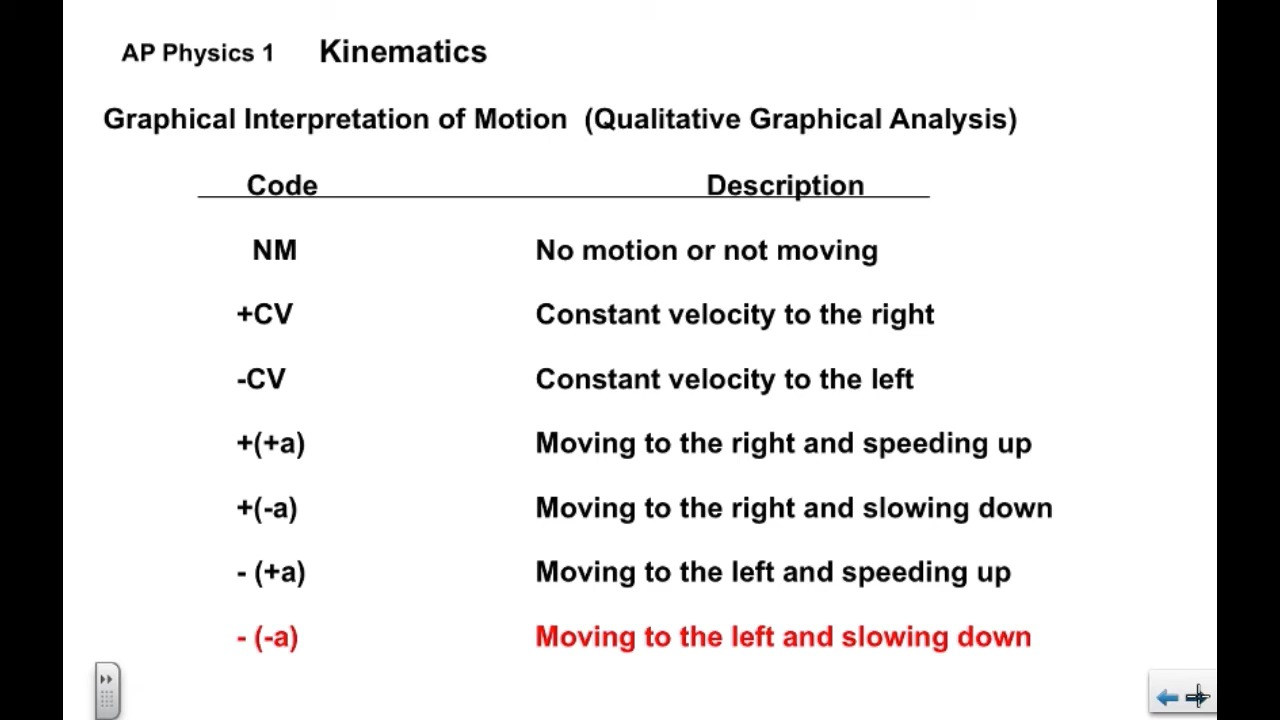 AP Physics 1 Kinematics
Graphical Interpretation of Motion (Qualitative Graphical Analysis)
Code Description
NM No motion or not moving
+CV Constant velocity to the right
-CV Constant velocity to the left
+(+a) Moving to the right and speeding up
+(-a) Moving to the right and slowing down
- (+a) Moving to the left and speeding up
- (-a) Moving to the left and slowing down